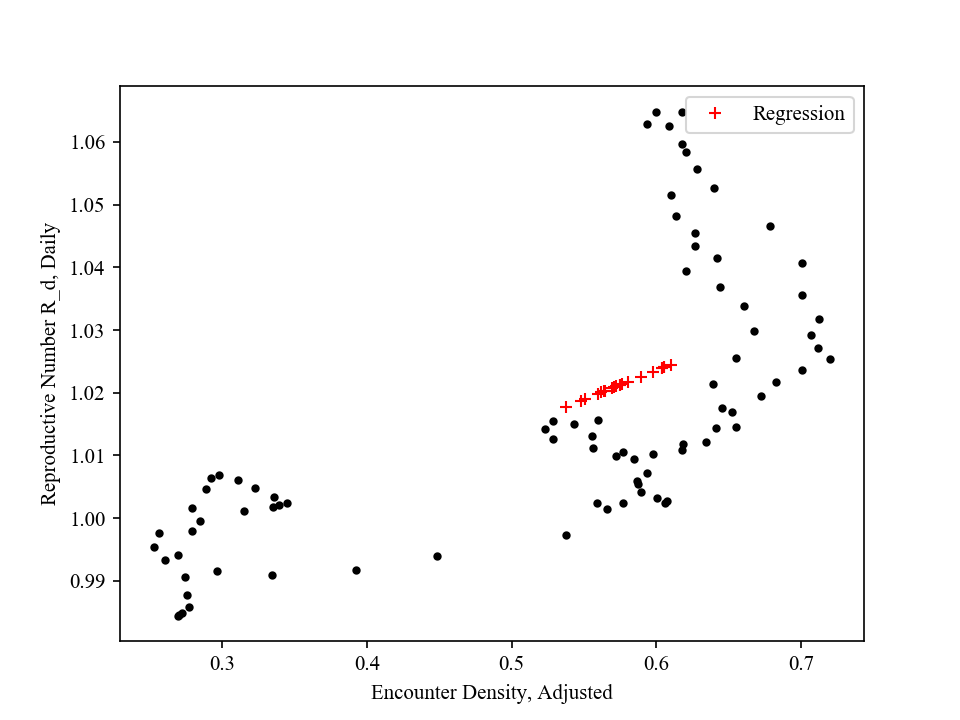 Regression
1.06
1.05
1.04
1.03
1.02
1.01
1.00
0.99
Reproductive Number R_d, Daily
0.3 0.4 0.5 0.6 0.7
Encounter Density, Adjusted